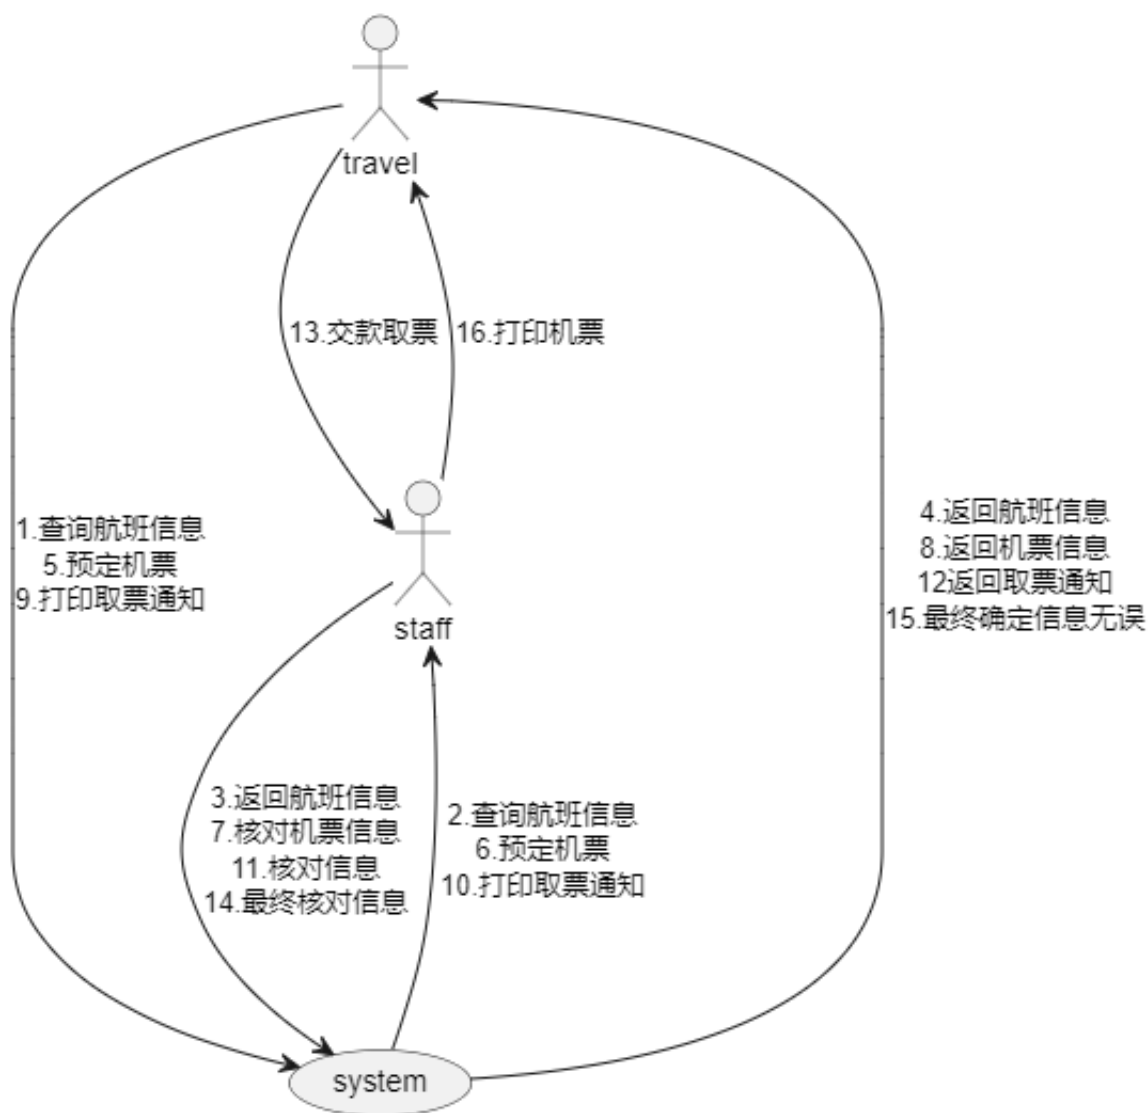 travel
13.交款取票
16.打印机票
1.查询航班信息
5.预定机票
9.打印取票通知
4.返回航班信息
8.返回机票信息
12返回取票通知
15.最终确定信息无误
staff
3.返回航班信息
7.核对机票信息
11.核对信息
14.最终核对信息
2.查询航班信息
6.预定机票
10.打印取票通知
system